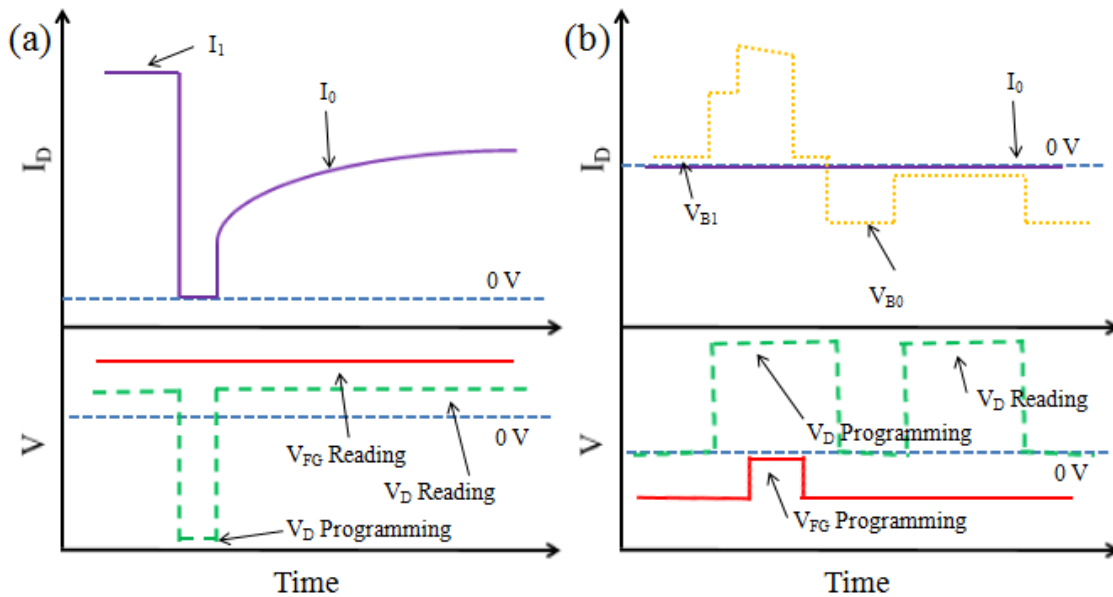 (a)
I1
I0
ID
0 V
0 V
V
VFG Reading
VD Reading
VD Programming
Time
(b)
I0
0 V
ID
VB1
VB0
VD Reading
VD Programming
0 V
V
VFG Programming
Time